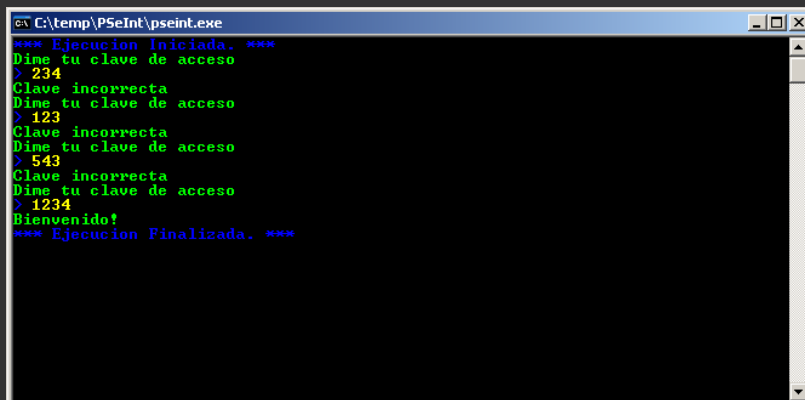 C:\temp\PSeInt\pseint.exe
*** Ejecucion Iniciada. ***
Dime tu clave de acceso
> 234
Clave incorrecta
Dime tu clave de acceso
> 123
Clave incorrecta
Dime tu clave de acceso
> 543
Clave incorrecta
Dime tu clave de acceso
> 1234
Bienvenido!
*** Ejecucion Finalizada. ***